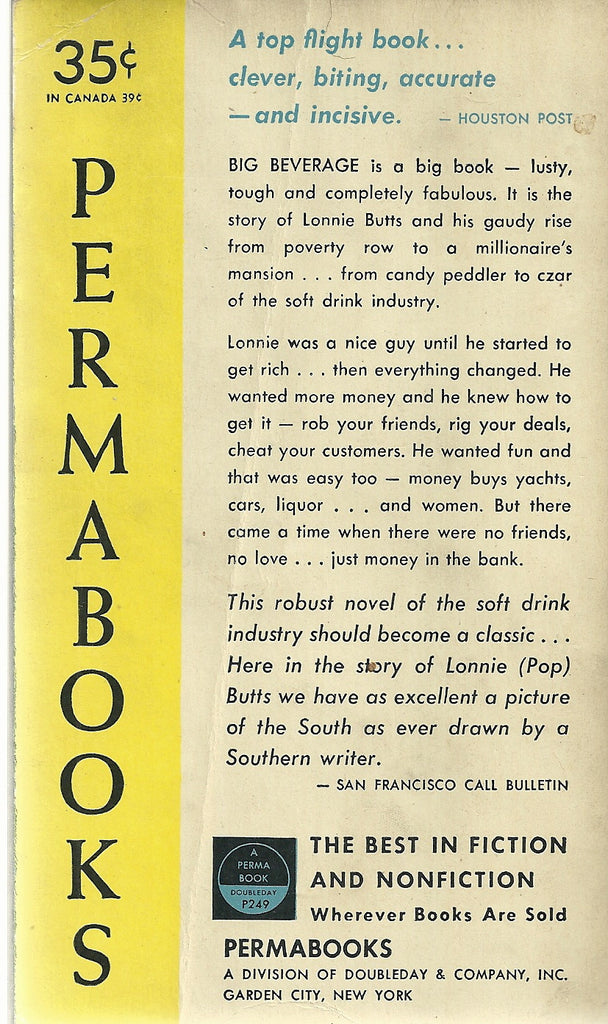 35¢
IN CANADA 39¢
PERMABOOKS
A top flight book...
clever, biting, accurate
—and incisive. — HOUSTON POST
BIG BEVERAGE is a big book — lusty,
tough and completely fabulous. It is the
story of Lonnie Butts and his gaudy rise
from poverty row to a millionaire's
mansion . . . from candy peddler to czar
of the soft drink industry.
Lonnie was a nice guy until he started to
get rich . . . then everything changed. He
wanted more money and he knew how to
get it — rob your friends, rig your deals,
cheat your customers. He wanted fun and
that was easy too — money buys yachts,
cars, liquor . . . and women. But there
came a time when there were no friends,
no love . . . just money in the bank.
This robust novel of the soft drink
industry should become a classic . . .
Here in the story of Lonnie (Pop)
Butts we have as excellent a picture
of the South as ever drawn by a
Southern writer.
— SAN FRANCISCO CALL BULLETIN
A
PERMA
BOOK
DOUBLEDAY
P249
THE BEST IN FICTION
AND NONFICTION
Wherever Books Are Sold
PERMABOOKS
A DIVISION OF DOUBLEDAY & COMPANY, INC.
GARDEN CITY, NEW YORK